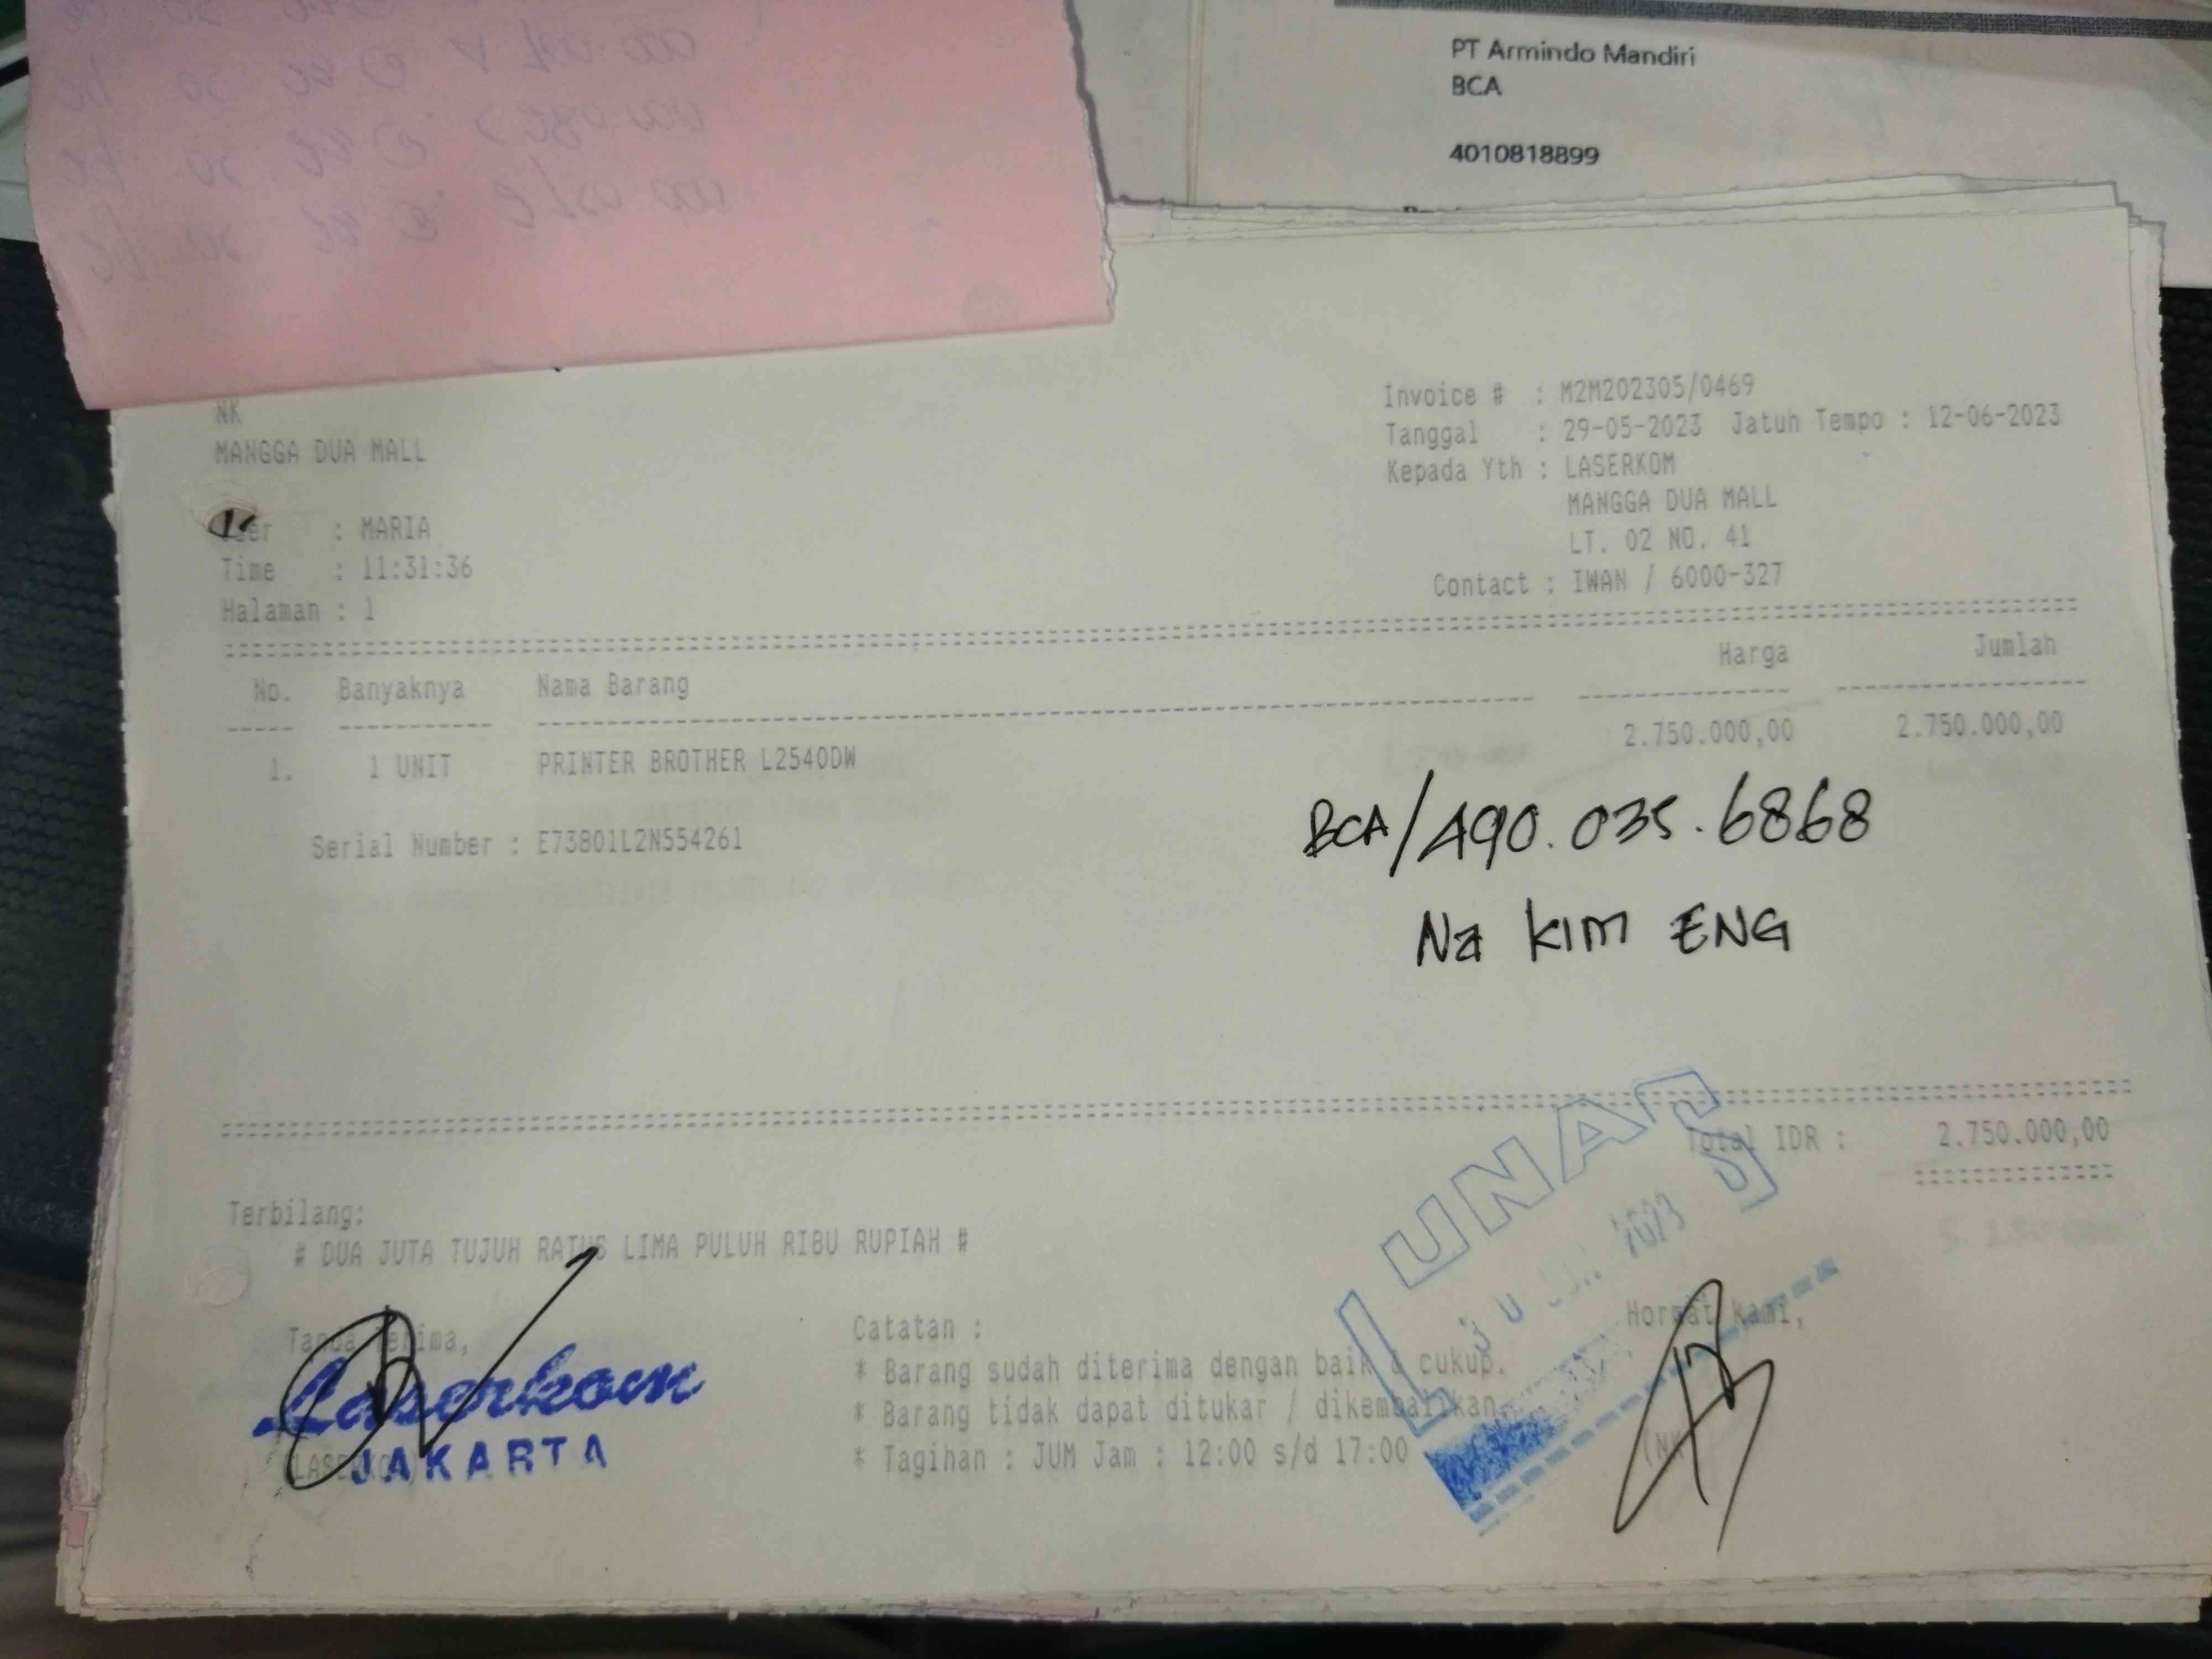 PT Armindo Mandiri
BCA
4010818899
NK
MANGGA DUA MALL
Invoice # : M2M202305/0469
Tanggal : 29-05-2023 Jatuh Tempo : 12-06-2023
Kepada Yth : LASERKOM
MANGGA DUA MALL
LT. 02 NO. 41
Contact : IWAN / 6000-327
: MARIA
Time : 11:31:36
Halaman : 1
No. Banyaknya Nama Barang Harga Jumlah
1. 1 UNIT PRINTER BROTHER L2540DW 2.750.000,00 2.750.000,00
Serial Number : E73801L2N554261
BCA/490.035.6868
Na KIM ENG
Total IDR : 2.750.000,00
LUNAS
2023
Terbilang:
# DUA JUTA TUJUH RATUS LIMA PULUH RIBU RUPIAH #
Tanda Terima,
Laserkom
JAKARTA
Catatan :
* Barang sudah diterima dengan baik & cukup.
* Barang tidak dapat ditukar / dikembalikan.
* Tagihan : JUM Jam : 12:00 s/d 17:00
Hormat kami,
(NK)